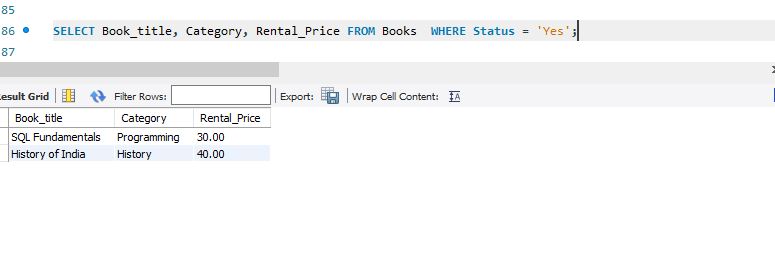 85
86 SELECT Book_title, Category, Rental_Price FROM Books  WHERE Status = 'Yes';
87
Grid Filter Rows: Export: Wrap Cell Content:
Book_title Category Rental_Price
SQL Fundamentals Programming 30.00
History of India History 40.00